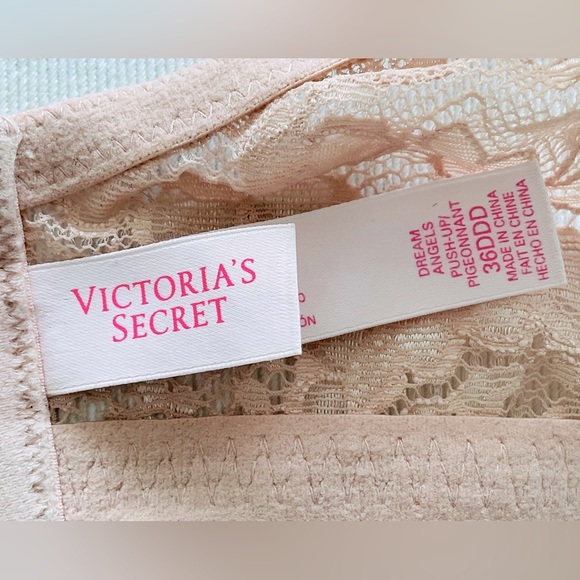 VICTORIA'S
SECRET
DREAM
ANGELS
PUSH-UP/
PIGEONNANT
36DDD
MADE IN CHINA
FAIT EN CHINE
HECHO EN CHINA